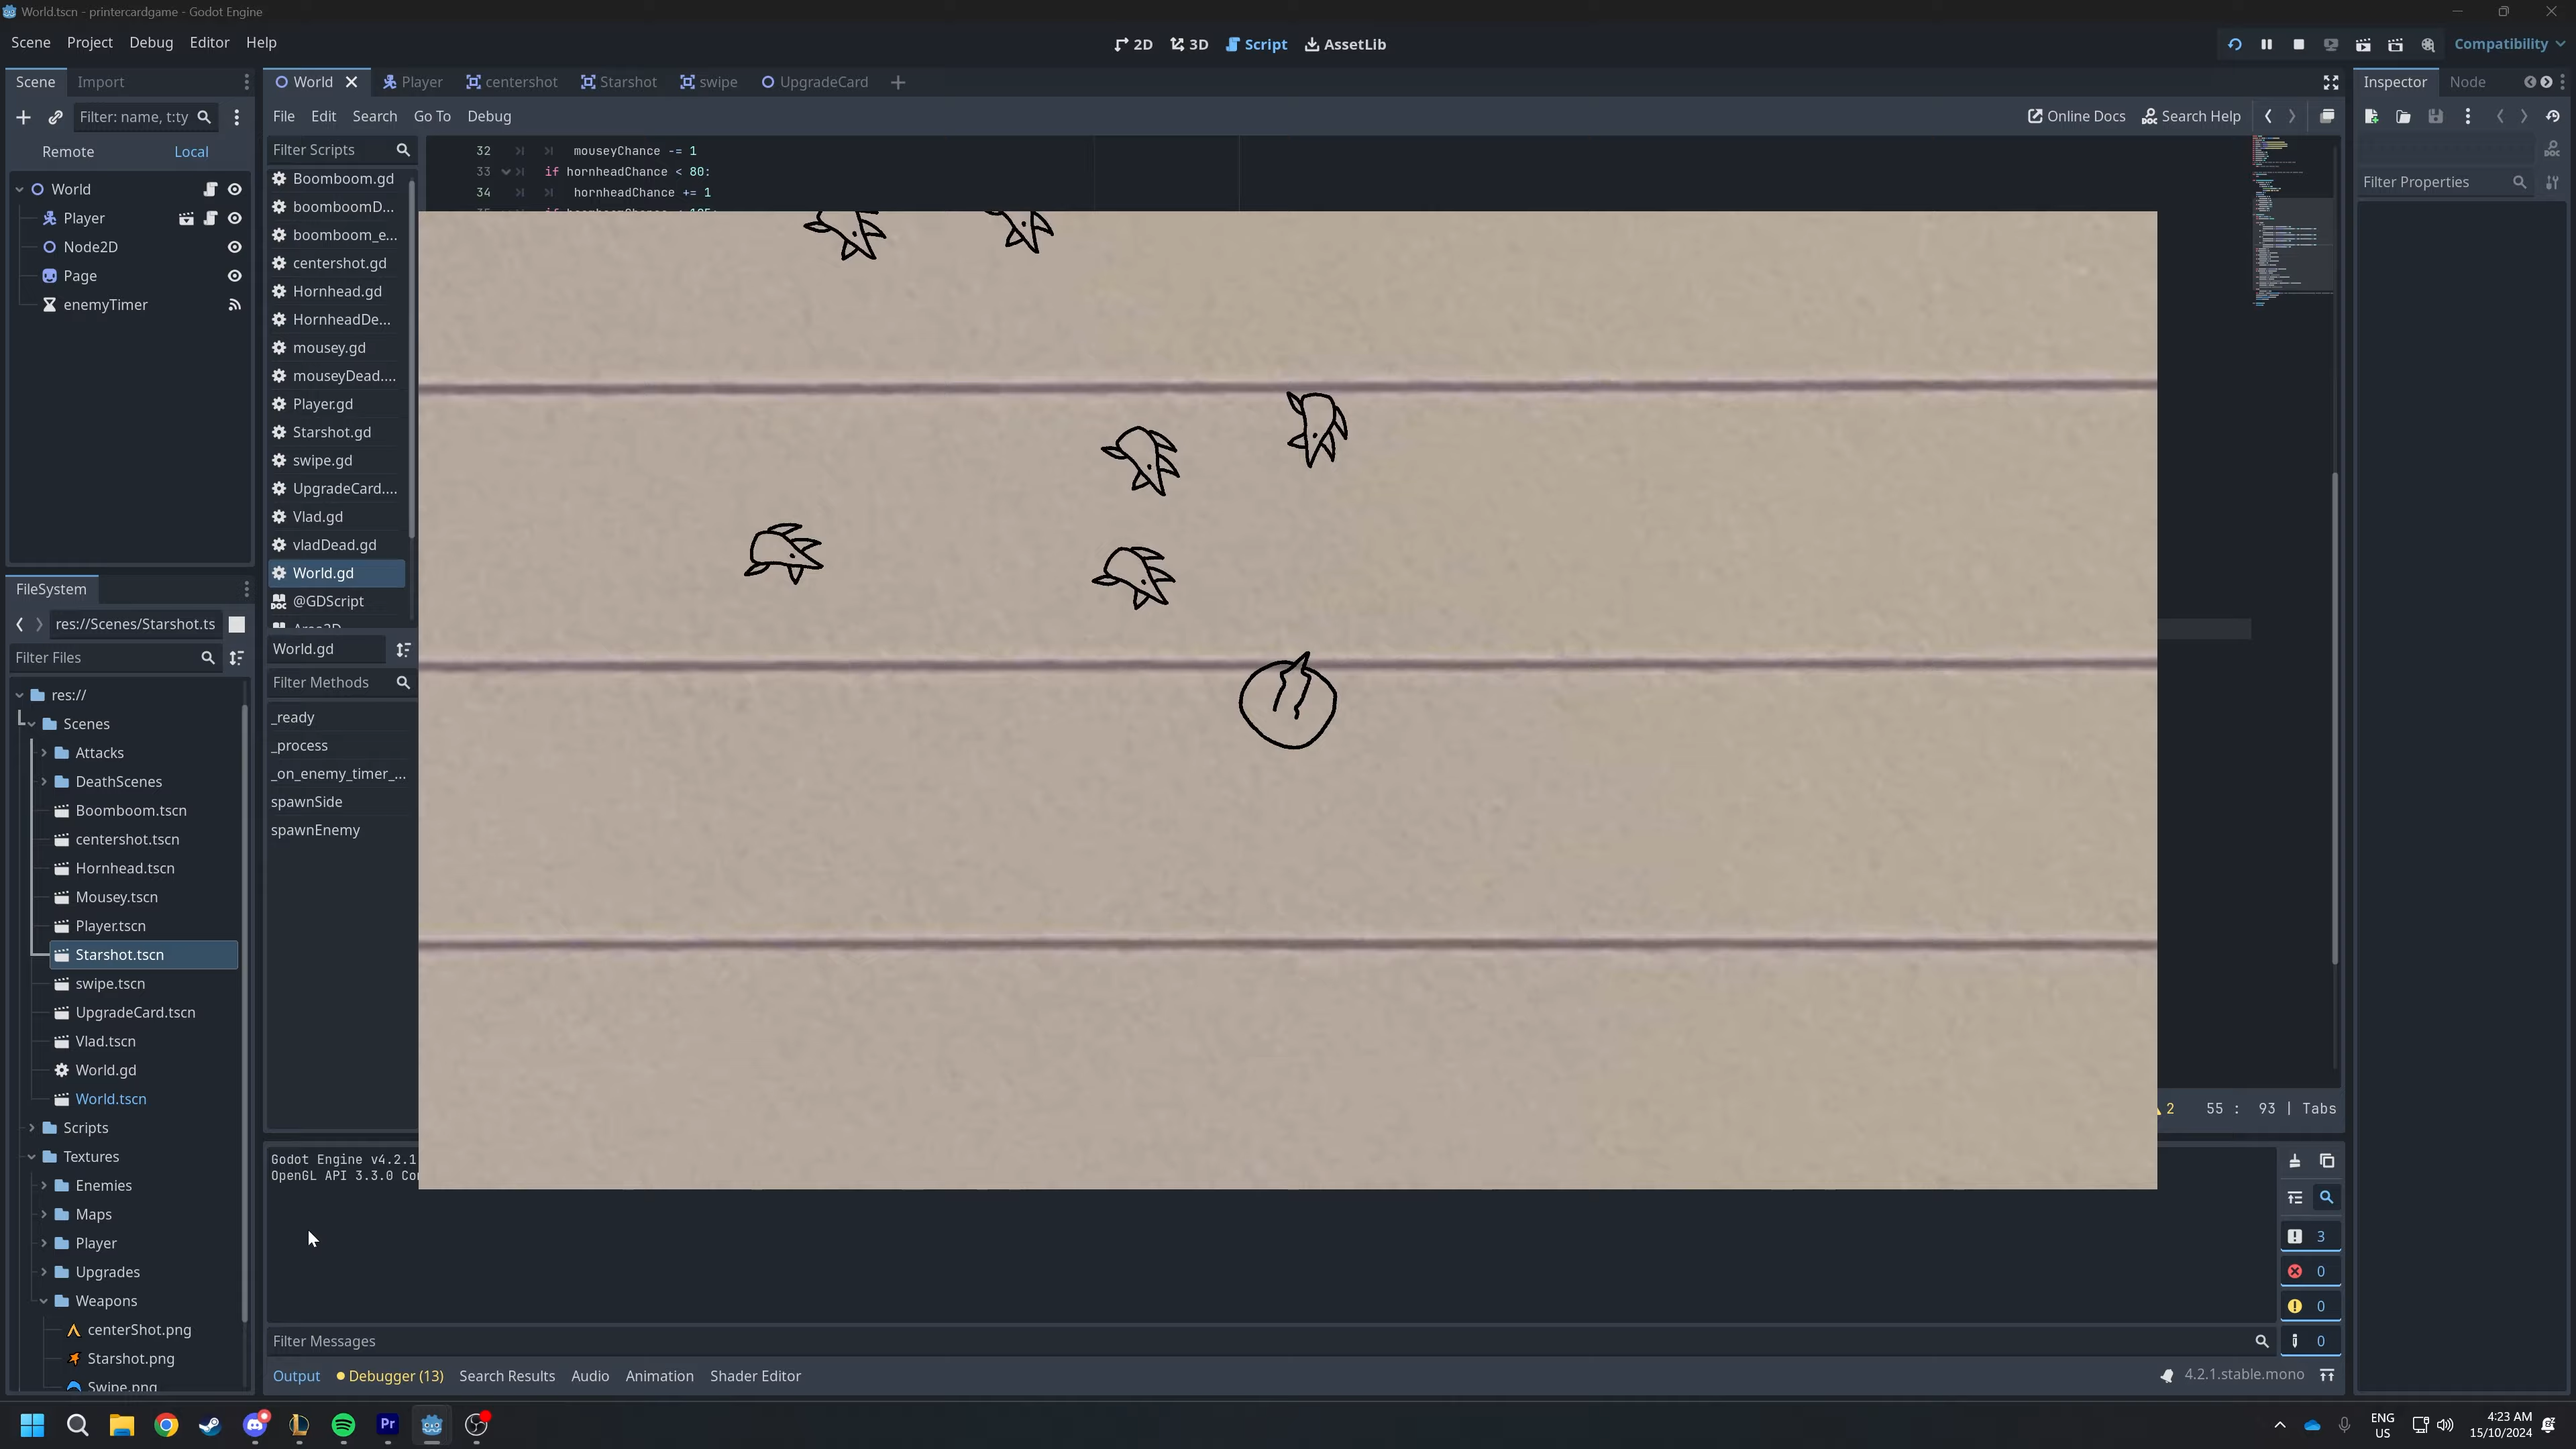 World.tscn - printercardgame - Godot Engine
Scene Project Debug Editor Help
2D 3D Script AssetLib
Compatibility
Scene Import
World Player centershot Starshot swipe UpgradeCard
Inspector Node
Filter: name, t:ty
File Edit Search Go To Debug
Online Docs Search Help
Remote Local
Filter Scripts
Filter Properties
World
Player
Node2D
Page
enemyTimer
Boomboom.gd
boomboomD...
boomboom_e...
centershot.gd
Hornhead.gd
HornheadDe...
mousey.gd
mouseyDead....
Player.gd
Starshot.gd
swipe.gd
UpgradeCard....
Vlad.gd
vladDead.gd
World.gd
@GDScript
32 mouseyChance -= 1
33 if hornheadChance < 80:
34 hornheadChance += 1
FileSystem
res://Scenes/Starshot.ts
Filter Files
World.gd
Filter Methods
_ready
_process
_on_enemy_timer_...
spawnSide
spawnEnemy
res://
Scenes
Attacks
DeathScenes
Boomboom.tscn
centershot.tscn
Hornhead.tscn
Mousey.tscn
Player.tscn
Starshot.tscn
swipe.tscn
UpgradeCard.tscn
Vlad.tscn
World.gd
World.tscn
Scripts
Textures
Enemies
Maps
Player
Upgrades
Weapons
centerShot.png
Starshot.png
Swipe.png
2 55 : 93 | Tabs
Godot Engine v4.2.1
OpenGL API 3.3.0 Co
3
0
0
0
Filter Messages
Output Debugger (13) Search Results Audio Animation Shader Editor
4.2.1.stable.mono
Pr
ENG
US
4:23 AM
15/10/2024